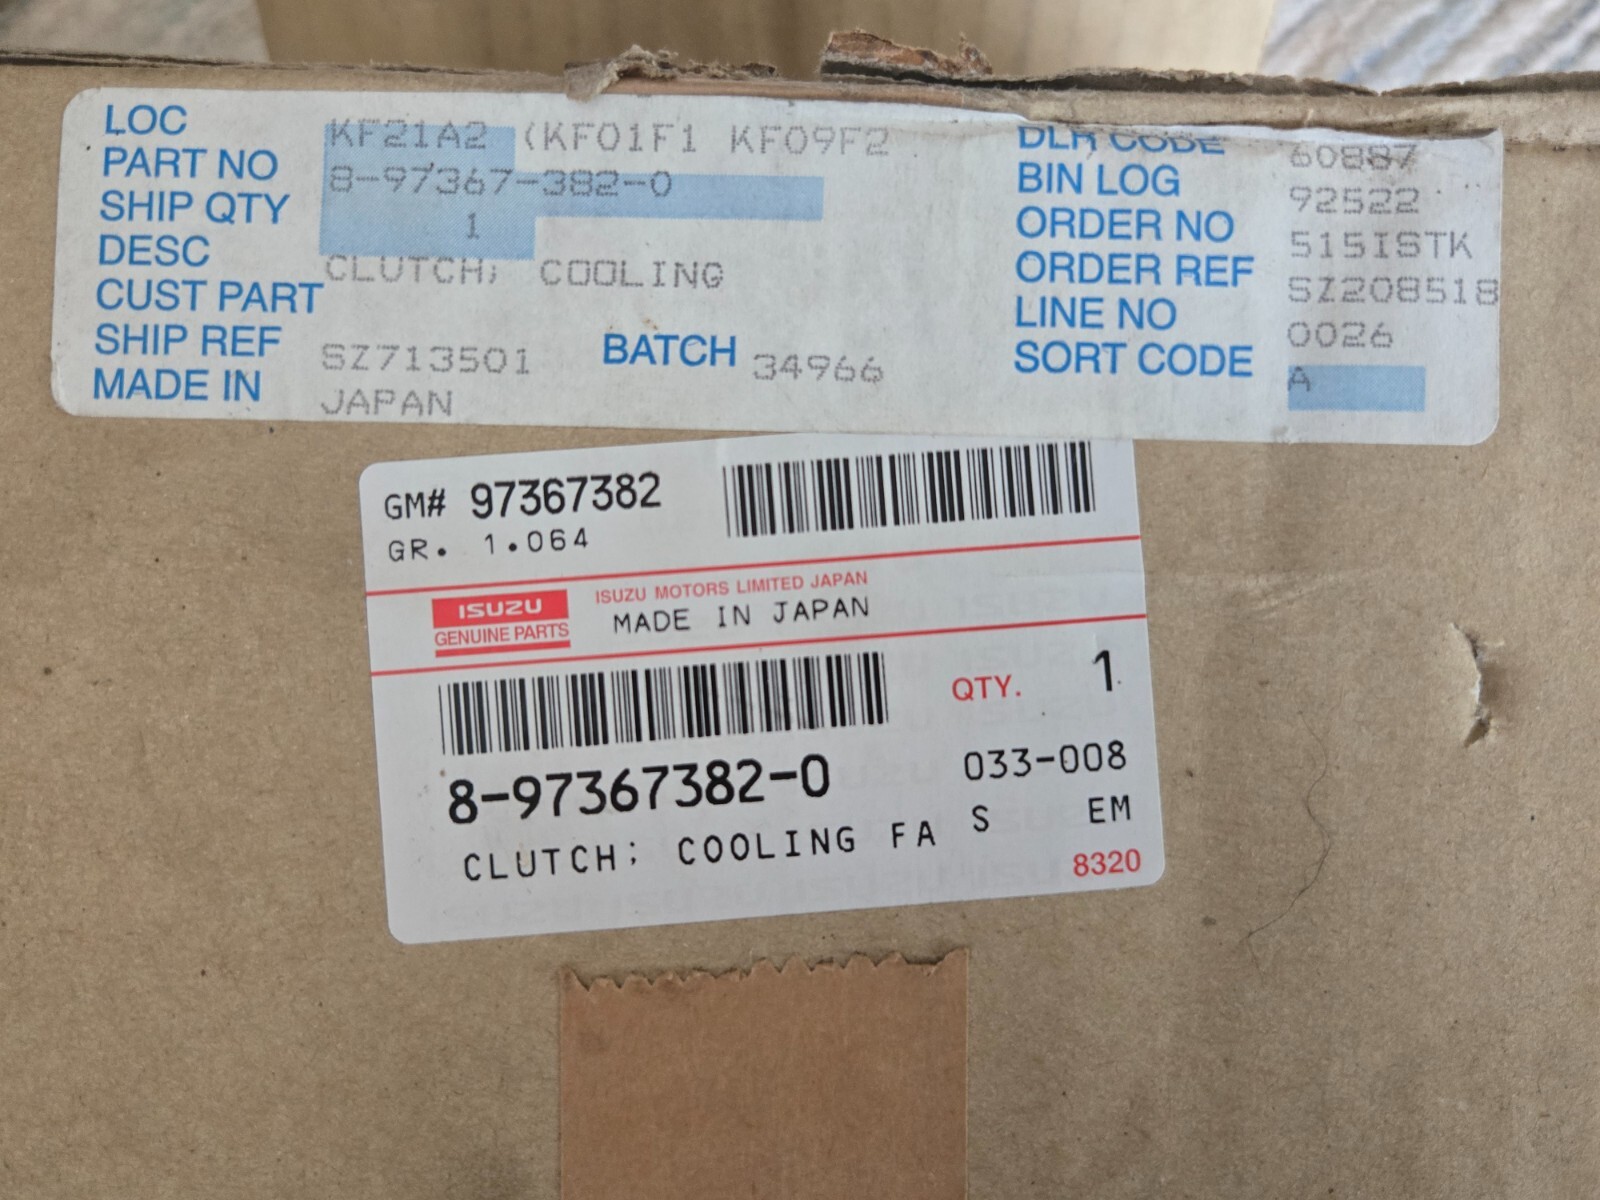 LOC KF21A2 (KF01F1 KF09F2
PART NO 8-97367-382-0
SHIP QTY 1
DESC CLUTCH; COOLING
CUST PART
SHIP REF SZ713501 BATCH 34966
MADE IN JAPAN
DLR CODE 60887
BIN LOG 92522
ORDER NO 515ISTK
ORDER REF SZ208518
LINE NO 0026
SORT CODE A
GM# 97367382
GR. 1.064
ISUZU
GENUINE PARTS
ISUZU MOTORS LIMITED JAPAN
MADE IN JAPAN
QTY. 1
8-97367382-0 033-008
CLUTCH; COOLING FA S EM
8320